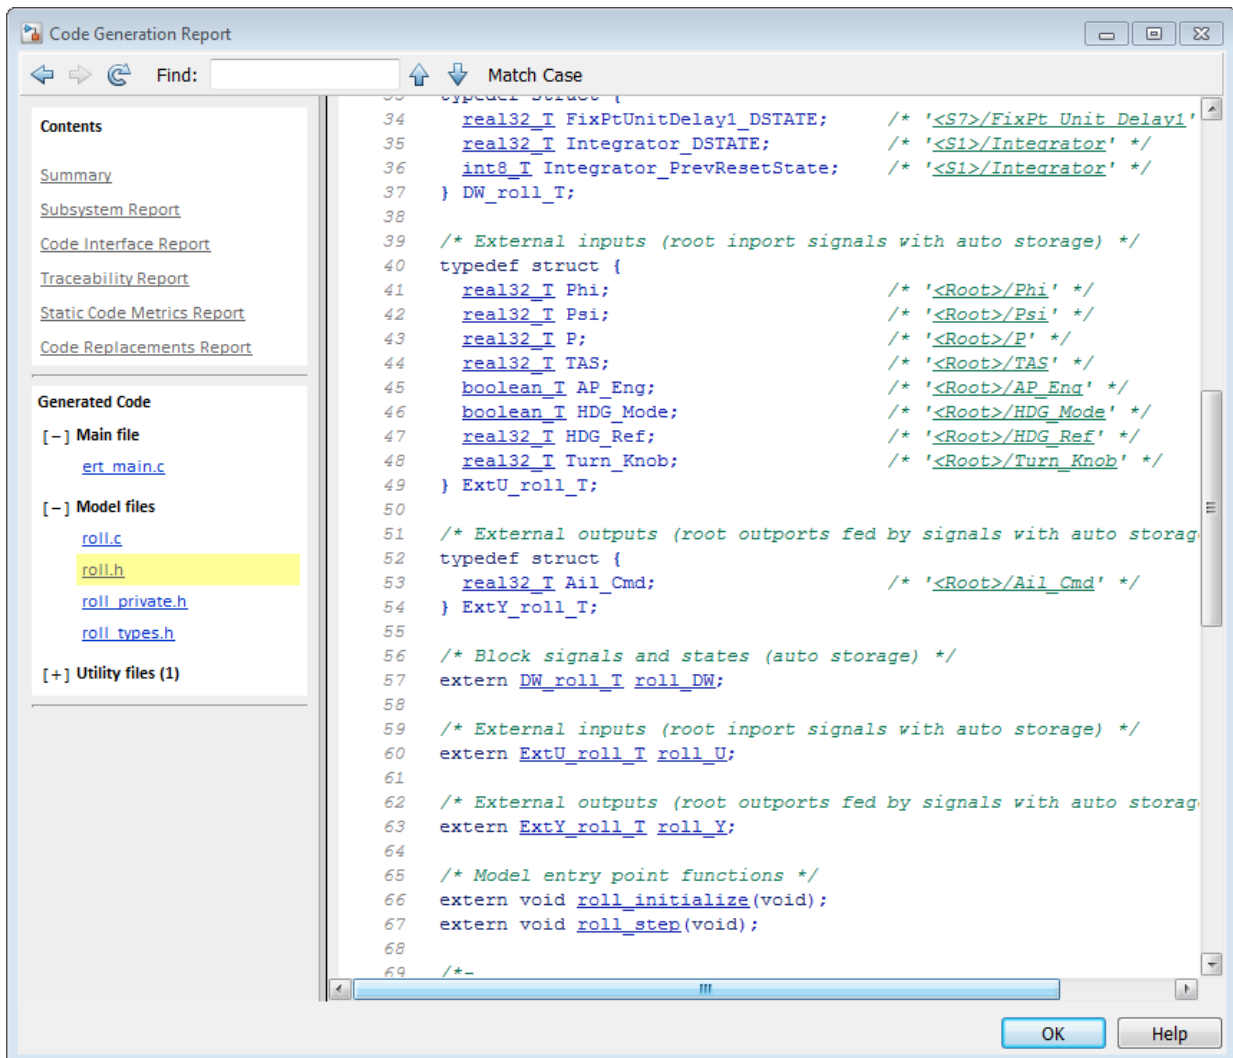 Code Generation Report
Find:
Match Case
Contents
Summary
Subsystem Report
Code Interface Report
Traceability Report
Static Code Metrics Report
Code Replacements Report
Generated Code
[−] Main file
ert_main.c
[−] Model files
roll.c
roll.h
roll_private.h
roll_types.h
[+] Utility files (1)
33 typedef struct {
34 real32_T FixPtUnitDelay1_DSTATE; /* '<S7>/FixPt Unit Delay1'
35 real32_T Integrator_DSTATE; /* '<S1>/Integrator' */
36 int8_T Integrator_PrevResetState; /* '<S1>/Integrator' */
37 } DW_roll_T;
38
39 /* External inputs (root inport signals with auto storage) */
40 typedef struct {
41 real32_T Phi; /* '<Root>/Phi' */
42 real32_T Psi; /* '<Root>/Psi' */
43 real32_T P; /* '<Root>/P' */
44 real32_T TAS; /* '<Root>/TAS' */
45 boolean_T AP_Eng; /* '<Root>/AP_Eng' */
46 boolean_T HDG_Mode; /* '<Root>/HDG_Mode' */
47 real32_T HDG_Ref; /* '<Root>/HDG_Ref' */
48 real32_T Turn_Knob; /* '<Root>/Turn_Knob' */
49 } ExtU_roll_T;
50
51 /* External outputs (root outports fed by signals with auto storag
52 typedef struct {
53 real32_T Ail_Cmd; /* '<Root>/Ail_Cmd' */
54 } ExtY_roll_T;
55
56 /* Block signals and states (auto storage) */
57 extern DW_roll_T roll_DW;
58
59 /* External inputs (root inport signals with auto storage) */
60 extern ExtU_roll_T roll_U;
61
62 /* External outputs (root outports fed by signals with auto storag
63 extern ExtY_roll_T roll_Y;
64
65 /* Model entry point functions */
66 extern void roll_initialize(void);
67 extern void roll_step(void);
68
69 /*-
OK
Help